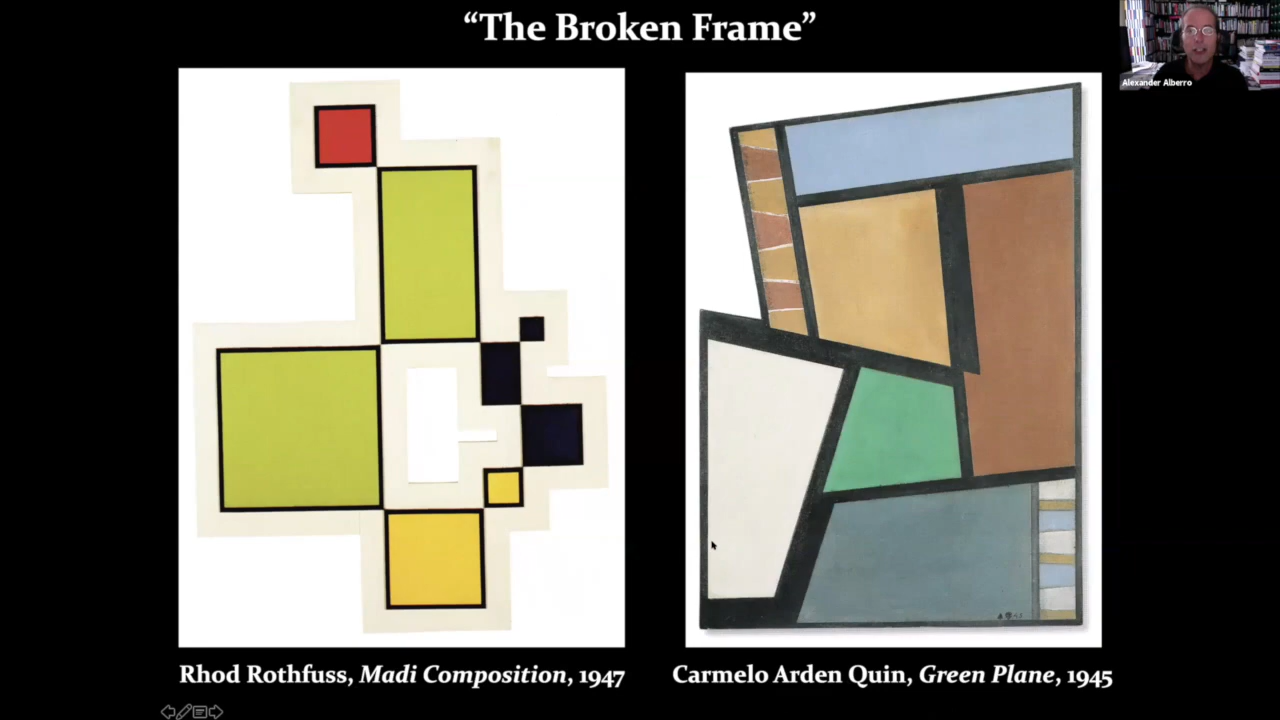 “The Broken Frame”
Alexander Alberro
Rhod Rothfuss, Madi Composition, 1947
Carmelo Arden Quin, Green Plane, 1945